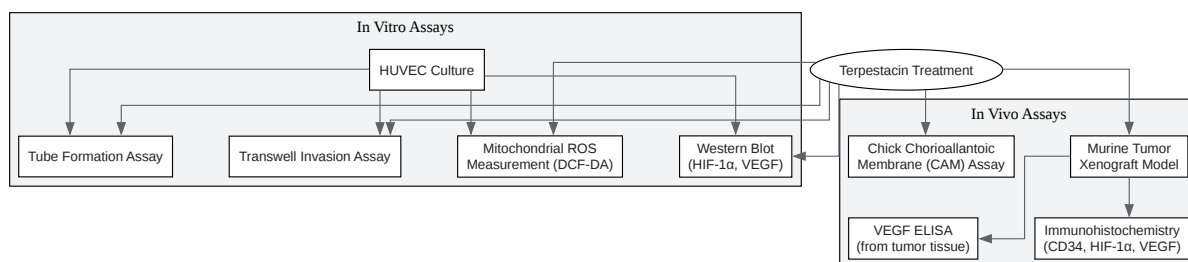 In Vitro Assays
HUVEC Culture
Terpestacin Treatment
In Vivo Assays
Tube Formation Assay
Transwell Invasion Assay
Mitochondrial ROS
Measurement (DCF-DA)
Western Blot
(HIF-1α, VEGF)
Chick Chorioallantoic
Membrane (CAM) Assay
Murine Tumor
Xenograft Model
VEGF ELISA
(from tumor tissue)
Immunohistochemistry
(CD34, HIF-1α, VEGF)